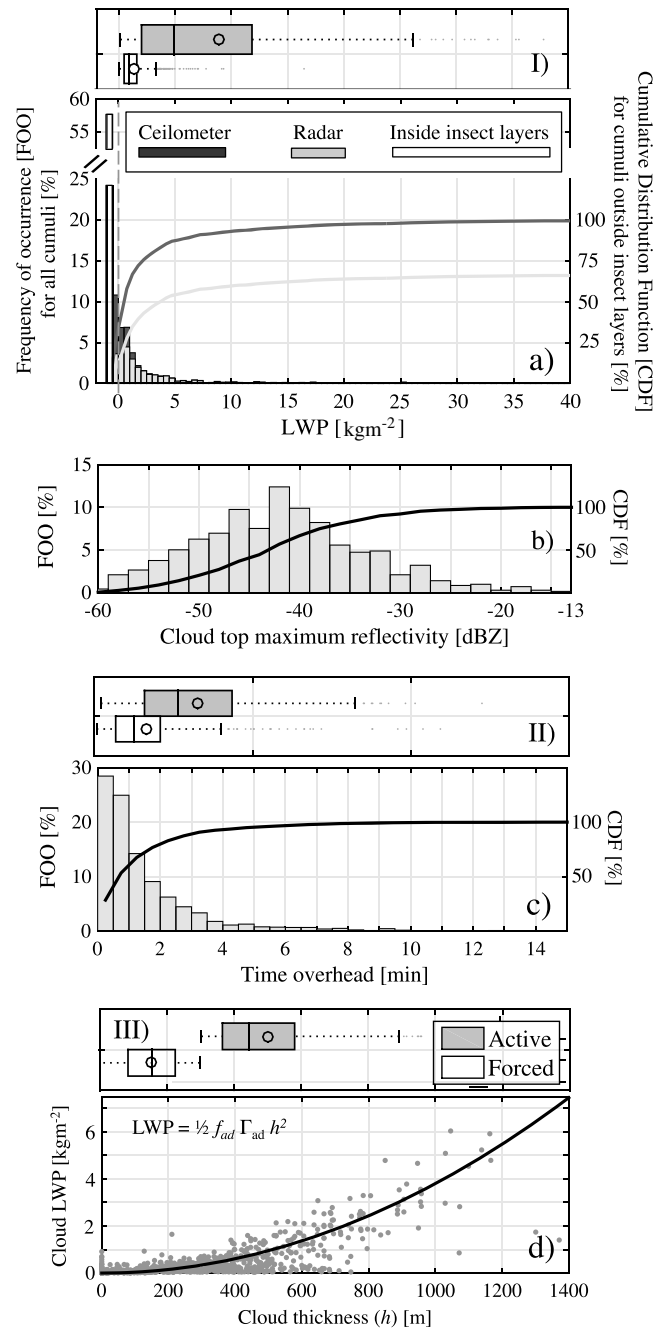 I)
Frequency of occurrence [FOO]
for all cumuli [%]
60
55
25
20
15
10
5
0
Ceilometer Radar Inside insect layers
100
75
50
25
Cumulative Distribution Function [CDF]
for cumuli outside insect layers
[%]
a)
0 5 10 15 20 25 30 35 40
LWP [kgm-2]
FOO [%]
15
10
5
0
100
50
CDF
[%]
b)
-60 -50 -40 -30 -20 -13
Cloud top maximum reflectivity [dBZ]
II)
FOO [%]
30
20
10
0
100
50
CDF
[%]
c)
0 2 4 6 8 10 12 14
Time overhead [min]
III)
Active
Forced
Cloud LWP [kgm-2]
6
4
2
0
LWP = ½ fad Γad h2
d)
0 200 400 600 800 1000 1200 1400
Cloud thickness (h) [m]